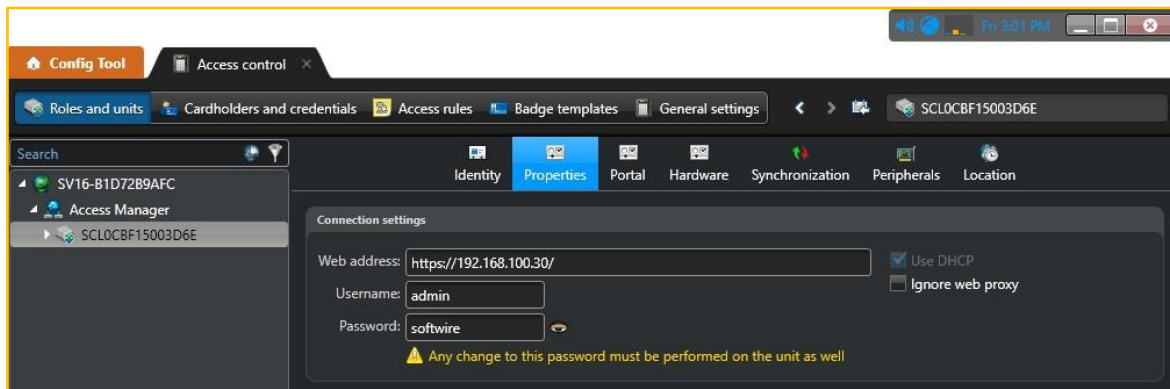 Fri 3:01 PM
Config Tool Access control
Roles and units Cardholders and credentials Access rules Badge templates General settings SCL0CBF15003D6E
Search
Identity Properties Portal Hardware Synchronization Peripherals Location
SV16-B1D72B9AFC
Access Manager
SCL0CBF15003D6E
Connection settings
Web address: https://192.168.100.30/ Use DHCP
Ignore web proxy
Username: admin
Password: softwire
Any change to this password must be performed on the unit as well